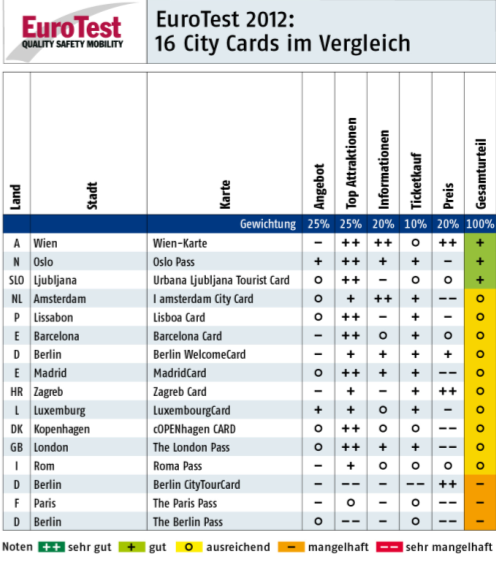 EuroTest
QUALITY SAFETY MOBILITY
EuroTest 2012:
16 City Cards im Vergleich
Land Stadt Karte Angebot Top Attraktionen Informationen Ticketkauf Preis Gesamturteil
Gewichtung 25% 25% 20% 10% 20% 100%
A Wien Wien-Karte – ++ ++ o ++ +
N Oslo Oslo Pass + ++ + + – +
SLO Ljubljana Urbana Ljubljana Tourist Card o ++ – o o +
NL Amsterdam I amsterdam City Card o + ++ + –– o
P Lissabon Lisboa Card o ++ – + – o
E Barcelona Barcelona Card – ++ o + o o
D Berlin Berlin WelcomeCard – + + + + o
E Madrid MadridCard o ++ + + –– o
HR Zagreb Zagreb Card – + – + ++ o
L Luxemburg LuxembourgCard + + o + – o
DK Kopenhagen cOPENhagen CARD o ++ o o –– o
GB London The London Pass o ++ + + –– o
I Rom Roma Pass – + o o o o
D Berlin Berlin CityTourCard – –– – –– ++ –
F Paris The Paris Pass – o – o –– –
D Berlin The Berlin Pass o –– – o –– –
Noten ++ sehr gut + gut o ausreichend – mangelhaft –– sehr mangelhaft